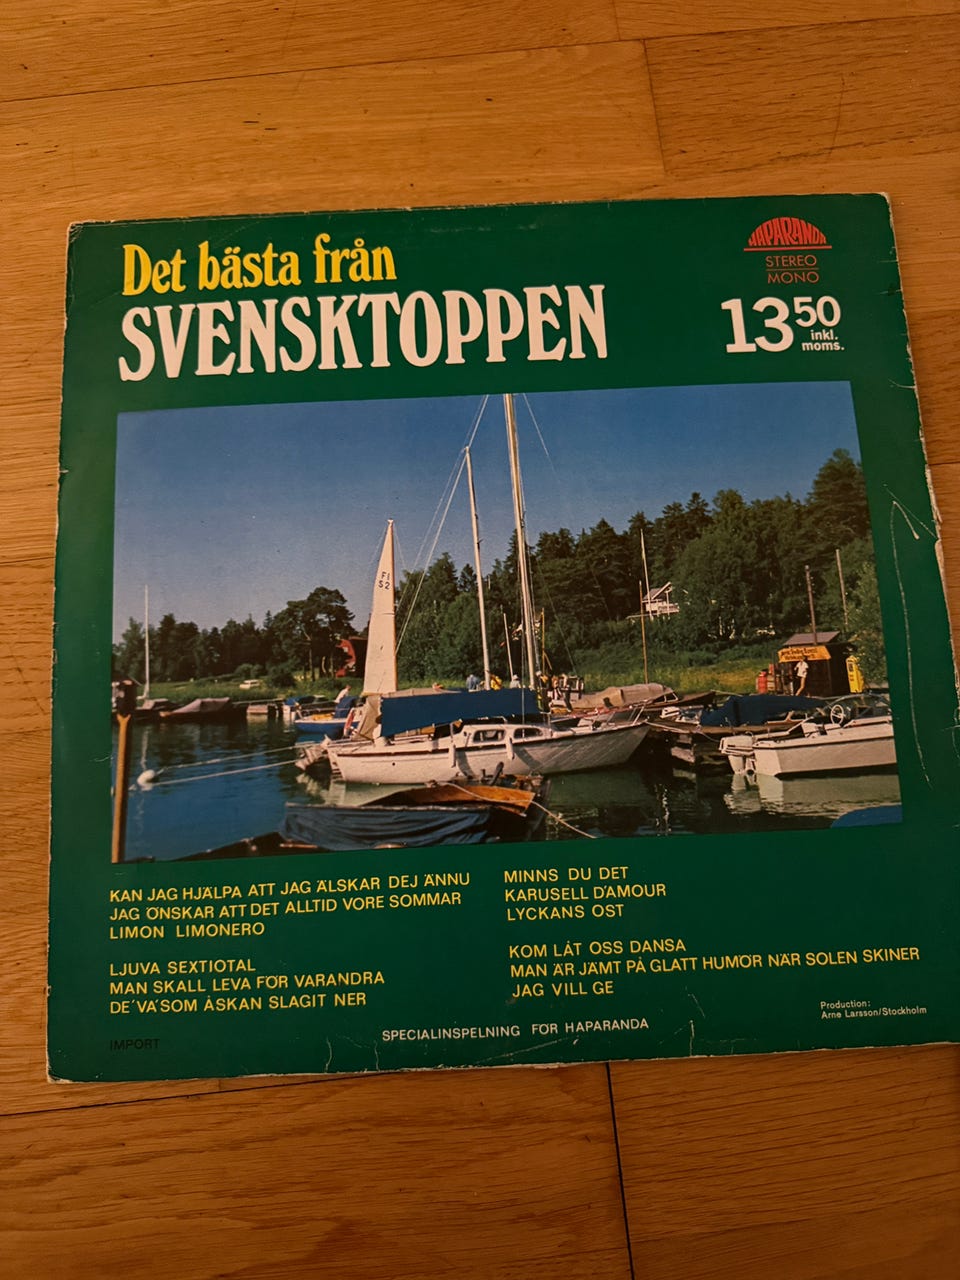 Det bästa från
SVENSKTOPPEN
HAPARANDA
STEREO
MONO
13 50
inkl.
moms.
KAN JAG HJÄLPA ATT JAG ÄLSKAR DEJ ÄNNU
JAG ÖNSKAR ATT DET ALLTID VORE SOMMAR
LIMON LIMONERO
LJUVA SEXTIOTAL
MAN SKALL LEVA FÖR VARANDRA
DE´VA´SOM ÅSKAN SLAGIT NER
MINNS DU DET
KARUSELL D'AMOUR
LYCKANS OST
KOM LÅT OSS DANSA
MAN ÄR JÄMT PÅ GLATT HUMÖR NÄR SOLEN SKINER
JAG VILL GE
SPECIALINSPELNING FÖR HAPARANDA
Production:
Arne Larsson/Stockholm
IMPORT